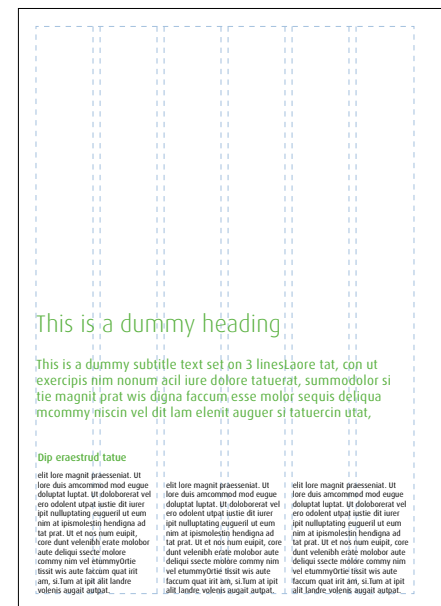 This is a dummy heading
This is a dummy subtitle text set on 3 linesLaore tat, con ut
exercipis nim nonum acil iure dolore tatuerat, summodolor si
tie magnit prat wis digna faccum esse molor sequis deliqua
mcommy niscin vel dit lam elenit auguer si tatuercin utat,
Dip eraestrud tatue
elit lore magnit praesseniat. Ut
lore duis amcommod mod eugue
doluptat luptat. Ut doloborerat vel
ero odolent utpat iustie dit iurer
ipit nulluptating eugueril ut eum
nim at ipismolestin hendigna ad
tat prat. Ut et nos num euipit,
core dunt velenibh erate molobor
aute deliqui ssecte molore
commy nim vel etummyOrtie
tissit wis aute faccum quat irit
am, si.Tum at ipit alit landre
volenis augait autpat.
elit lore magnit praesseniat. Ut
lore duis amcommod mod eugue
doluptat luptat. Ut doloborerat vel
ero odolent utpat iustie dit iurer
ipit nulluptating eugueril ut eum
nim at ipismolestin hendigna ad
tat prat. Ut et nos num euipit, core
dunt velenibh erate molobor aute
deliqui ssecte molore commy nim
vel etummyOrtie tissit wis aute
faccum quat irit am, si.Tum at ipit
alit landre volenis augait autpat.
elit lore magnit praesseniat. Ut
lore duis amcommod mod eugue
doluptat luptat. Ut doloborerat vel
ero odolent utpat iustie dit iurer
ipit nulluptating eugueril ut eum
nim at ipismolestin hendigna ad
tat prat. Ut et nos num euipit, core
dunt velenibh erate molobor aute
deliqui ssecte molore commy nim
vel etummyOrtie tissit wis aute
faccum quat irit am, si.Tum at ipit
alit landre volenis augait autpat.